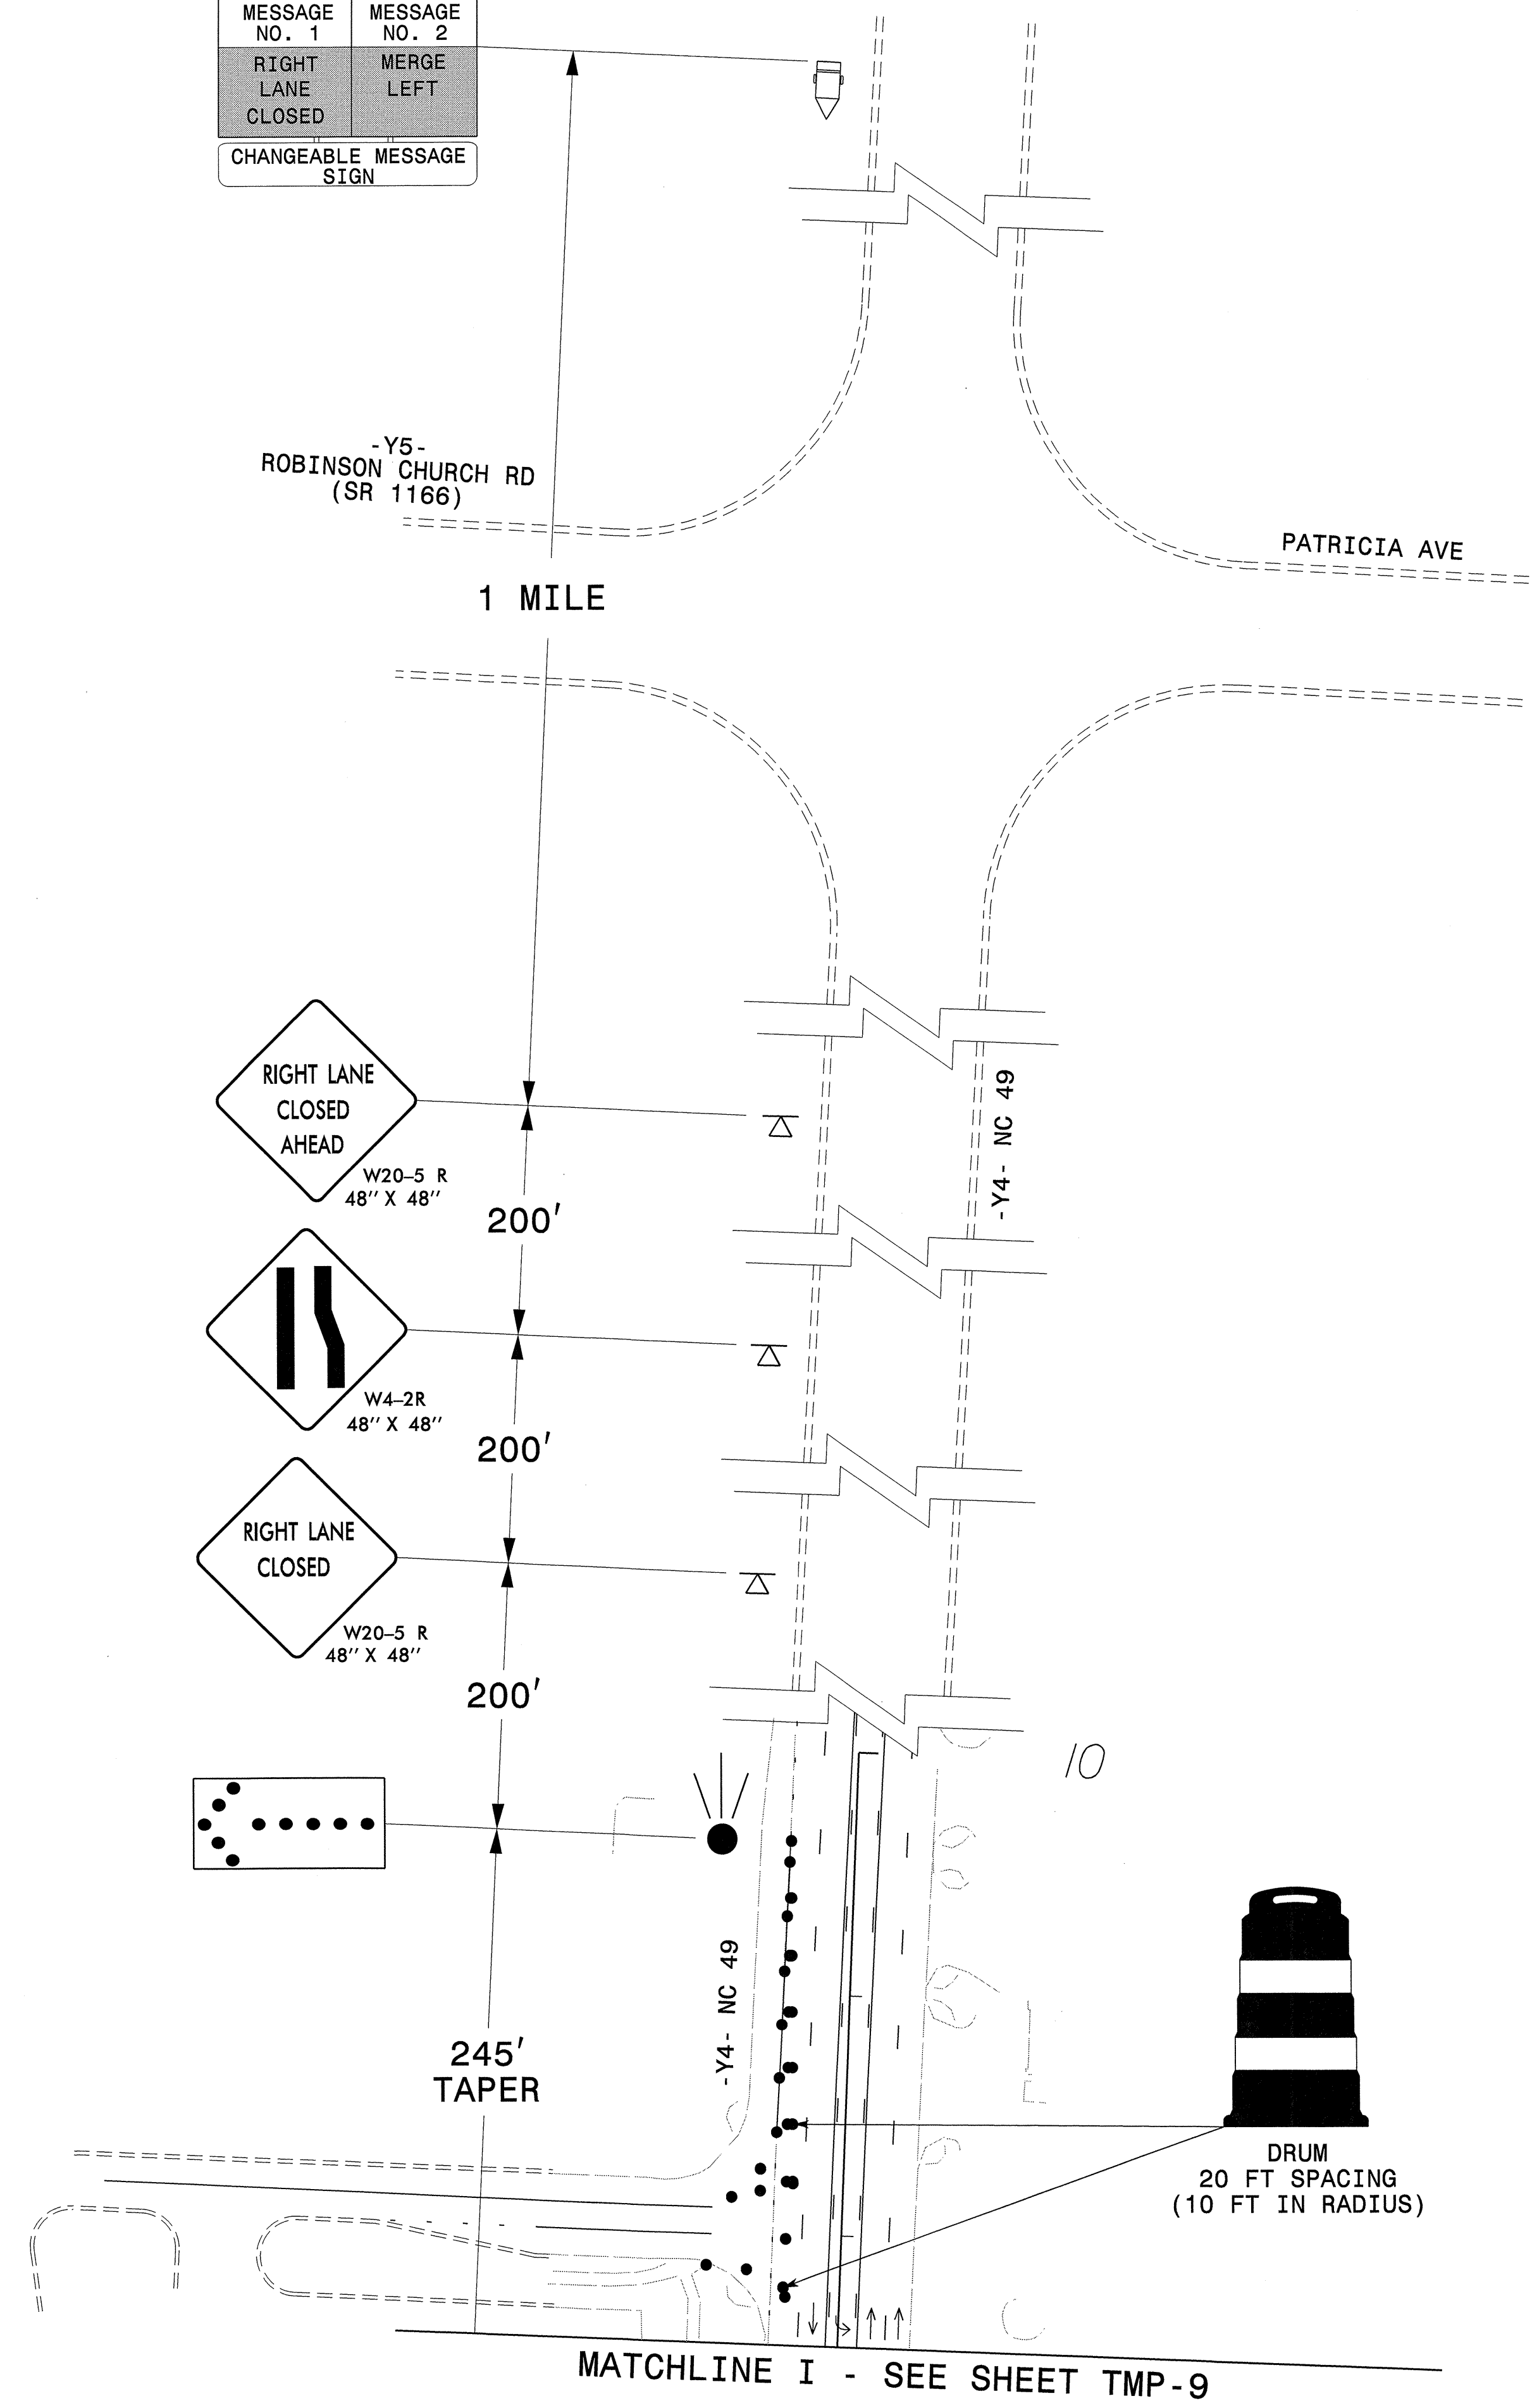 MESSAGE NO. 1
MESSAGE NO. 2
RIGHT
LANE
CLOSED
MERGE
LEFT
CHANGEABLE MESSAGE
SIGN
-Y5-
ROBINSON CHURCH RD
(SR 1166)
PATRICIA AVE
1 MILE
RIGHT LANE
CLOSED
AHEAD
W20-5 R
48" X 48"
-Y4- NC 49
200'
W4-2R
48" X 48"
200'
RIGHT LANE
CLOSED
W20-5 R
48" X 48"
200'
10
-Y4- NC 49
245'
TAPER
DRUM
20 FT SPACING
(10 FT IN RADIUS)
MATCHLINE I - SEE SHEET TMP-9